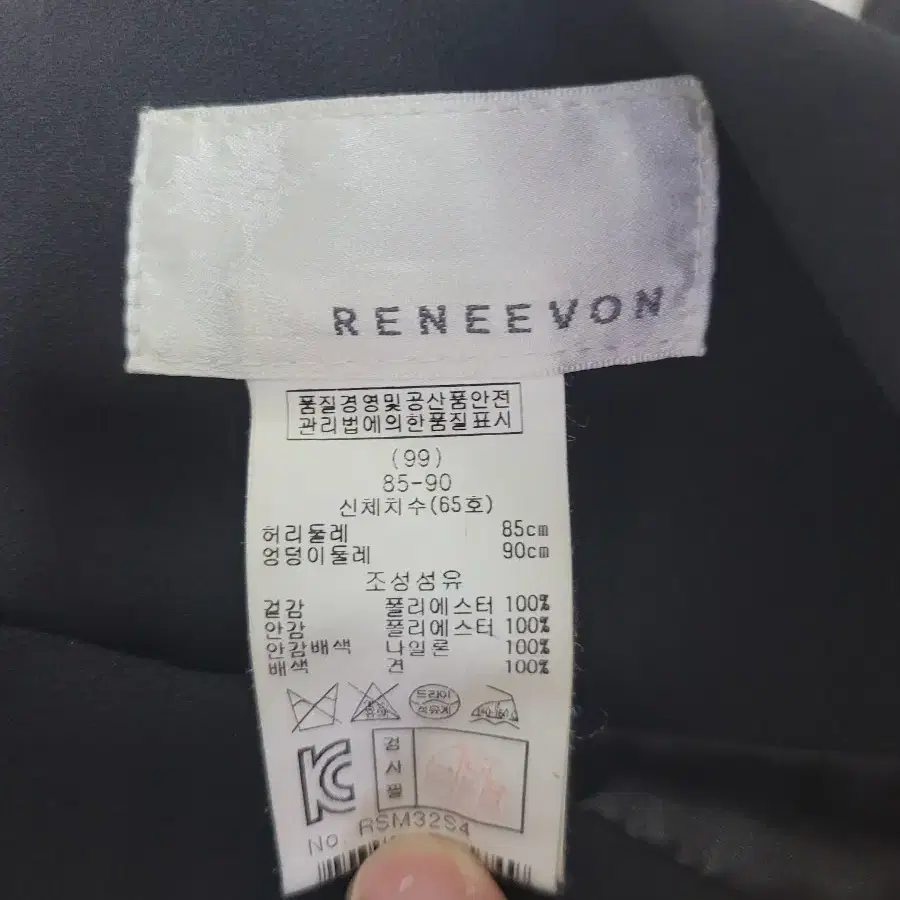 RENEEVON
품질경영및공산품안전
관리법에의한품질표시
(99)
85-90
신체치수(65호)
허리둘레 85cm
엉덩이둘레 90cm
조성섬유
겉감 폴리에스터 100%
안감 폴리에스터 100%
안감배색 나일론 100%
배색 견 100%
드라이
검사필
No RSM32S4